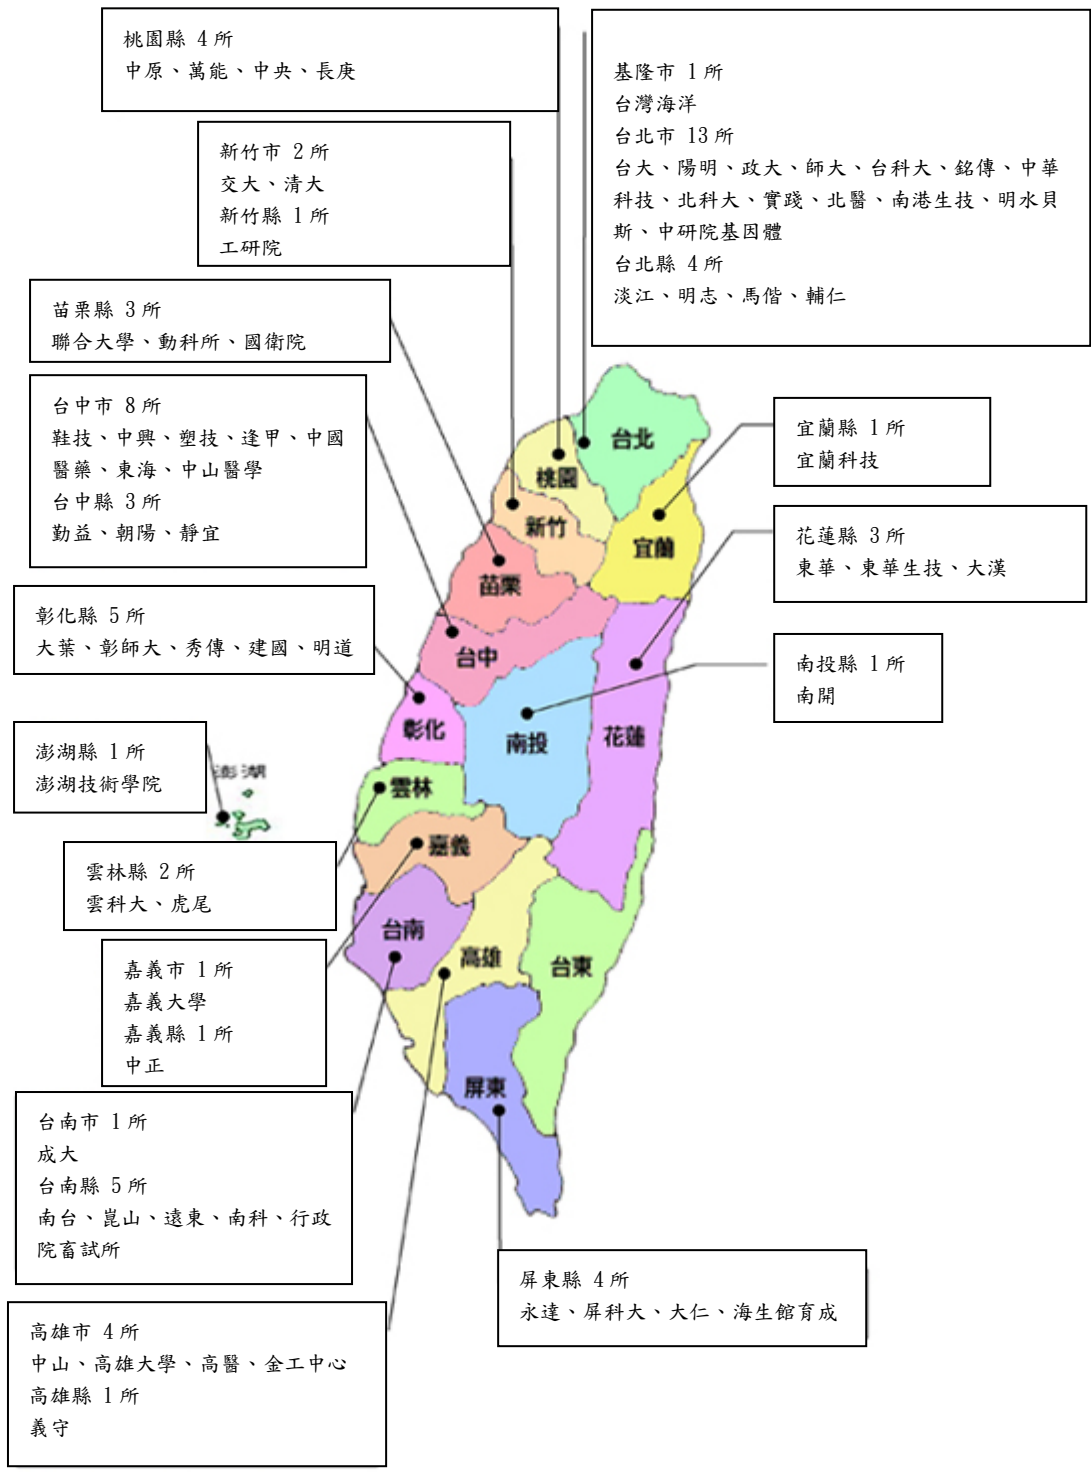 桃園縣 4 所
中原、萬能、中央、長庚
基隆市 1 所
台灣海洋
台北市 13 所
台大、陽明、政大、師大、台科大、銘傳、中華
科技、北科大、實踐、北醫、南港生技、明水貝
斯、中研院基因體
台北縣 4 所
淡江、明志、馬偕、輔仁
新竹市 2 所
交大、清大
新竹縣 1 所
工研院
苗栗縣 3 所
聯合大學、動科所、國衛院
台中市 8 所
鞋技、中興、塑技、逢甲、中國
醫藥、東海、中山醫學
台中縣 3 所
勤益、朝陽、靜宜
宜蘭縣 1 所
宜蘭科技
花蓮縣 3 所
東華、東華生技、大漢
彰化縣 5 所
大葉、彰師大、秀傳、建國、明道
南投縣 1 所
南開
澎湖縣 1 所
澎湖技術學院
雲林縣 2 所
雲科大、虎尾
嘉義市 1 所
嘉義大學
嘉義縣 1 所
中正
台南市 1 所
成大
台南縣 5 所
南台、崑山、遠東、南科、行政
院畜試所
高雄市 4 所
中山、高雄大學、高醫、金工中心
高雄縣 1 所
義守
屏東縣 4 所
永達、屏科大、大仁、海生館育成
台北
桃園
新竹
宜蘭
苗栗
台中
彰化
南投
花蓮
澎湖
雲林
嘉義
台南
高雄
台東
屏東